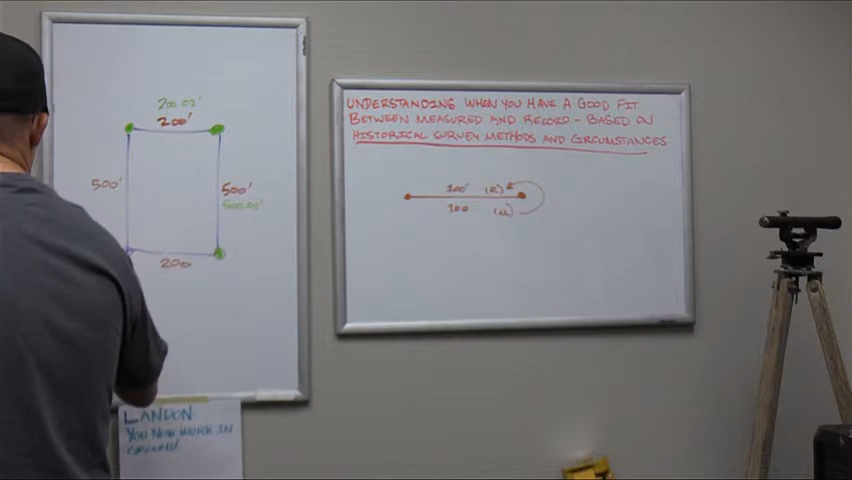 200.02'
200'
500'
500'
500.05'
200
LANDON:
YOU NOW WORK IN
GROUND!
UNDERSTANDING WHEN YOU HAVE A GOOD FIT
BETWEEN MEASURED AND RECORD - BASED ON
HISTORICAL SURVEY METHODS AND CIRCUMSTANCES
100' (R)
100. (M)